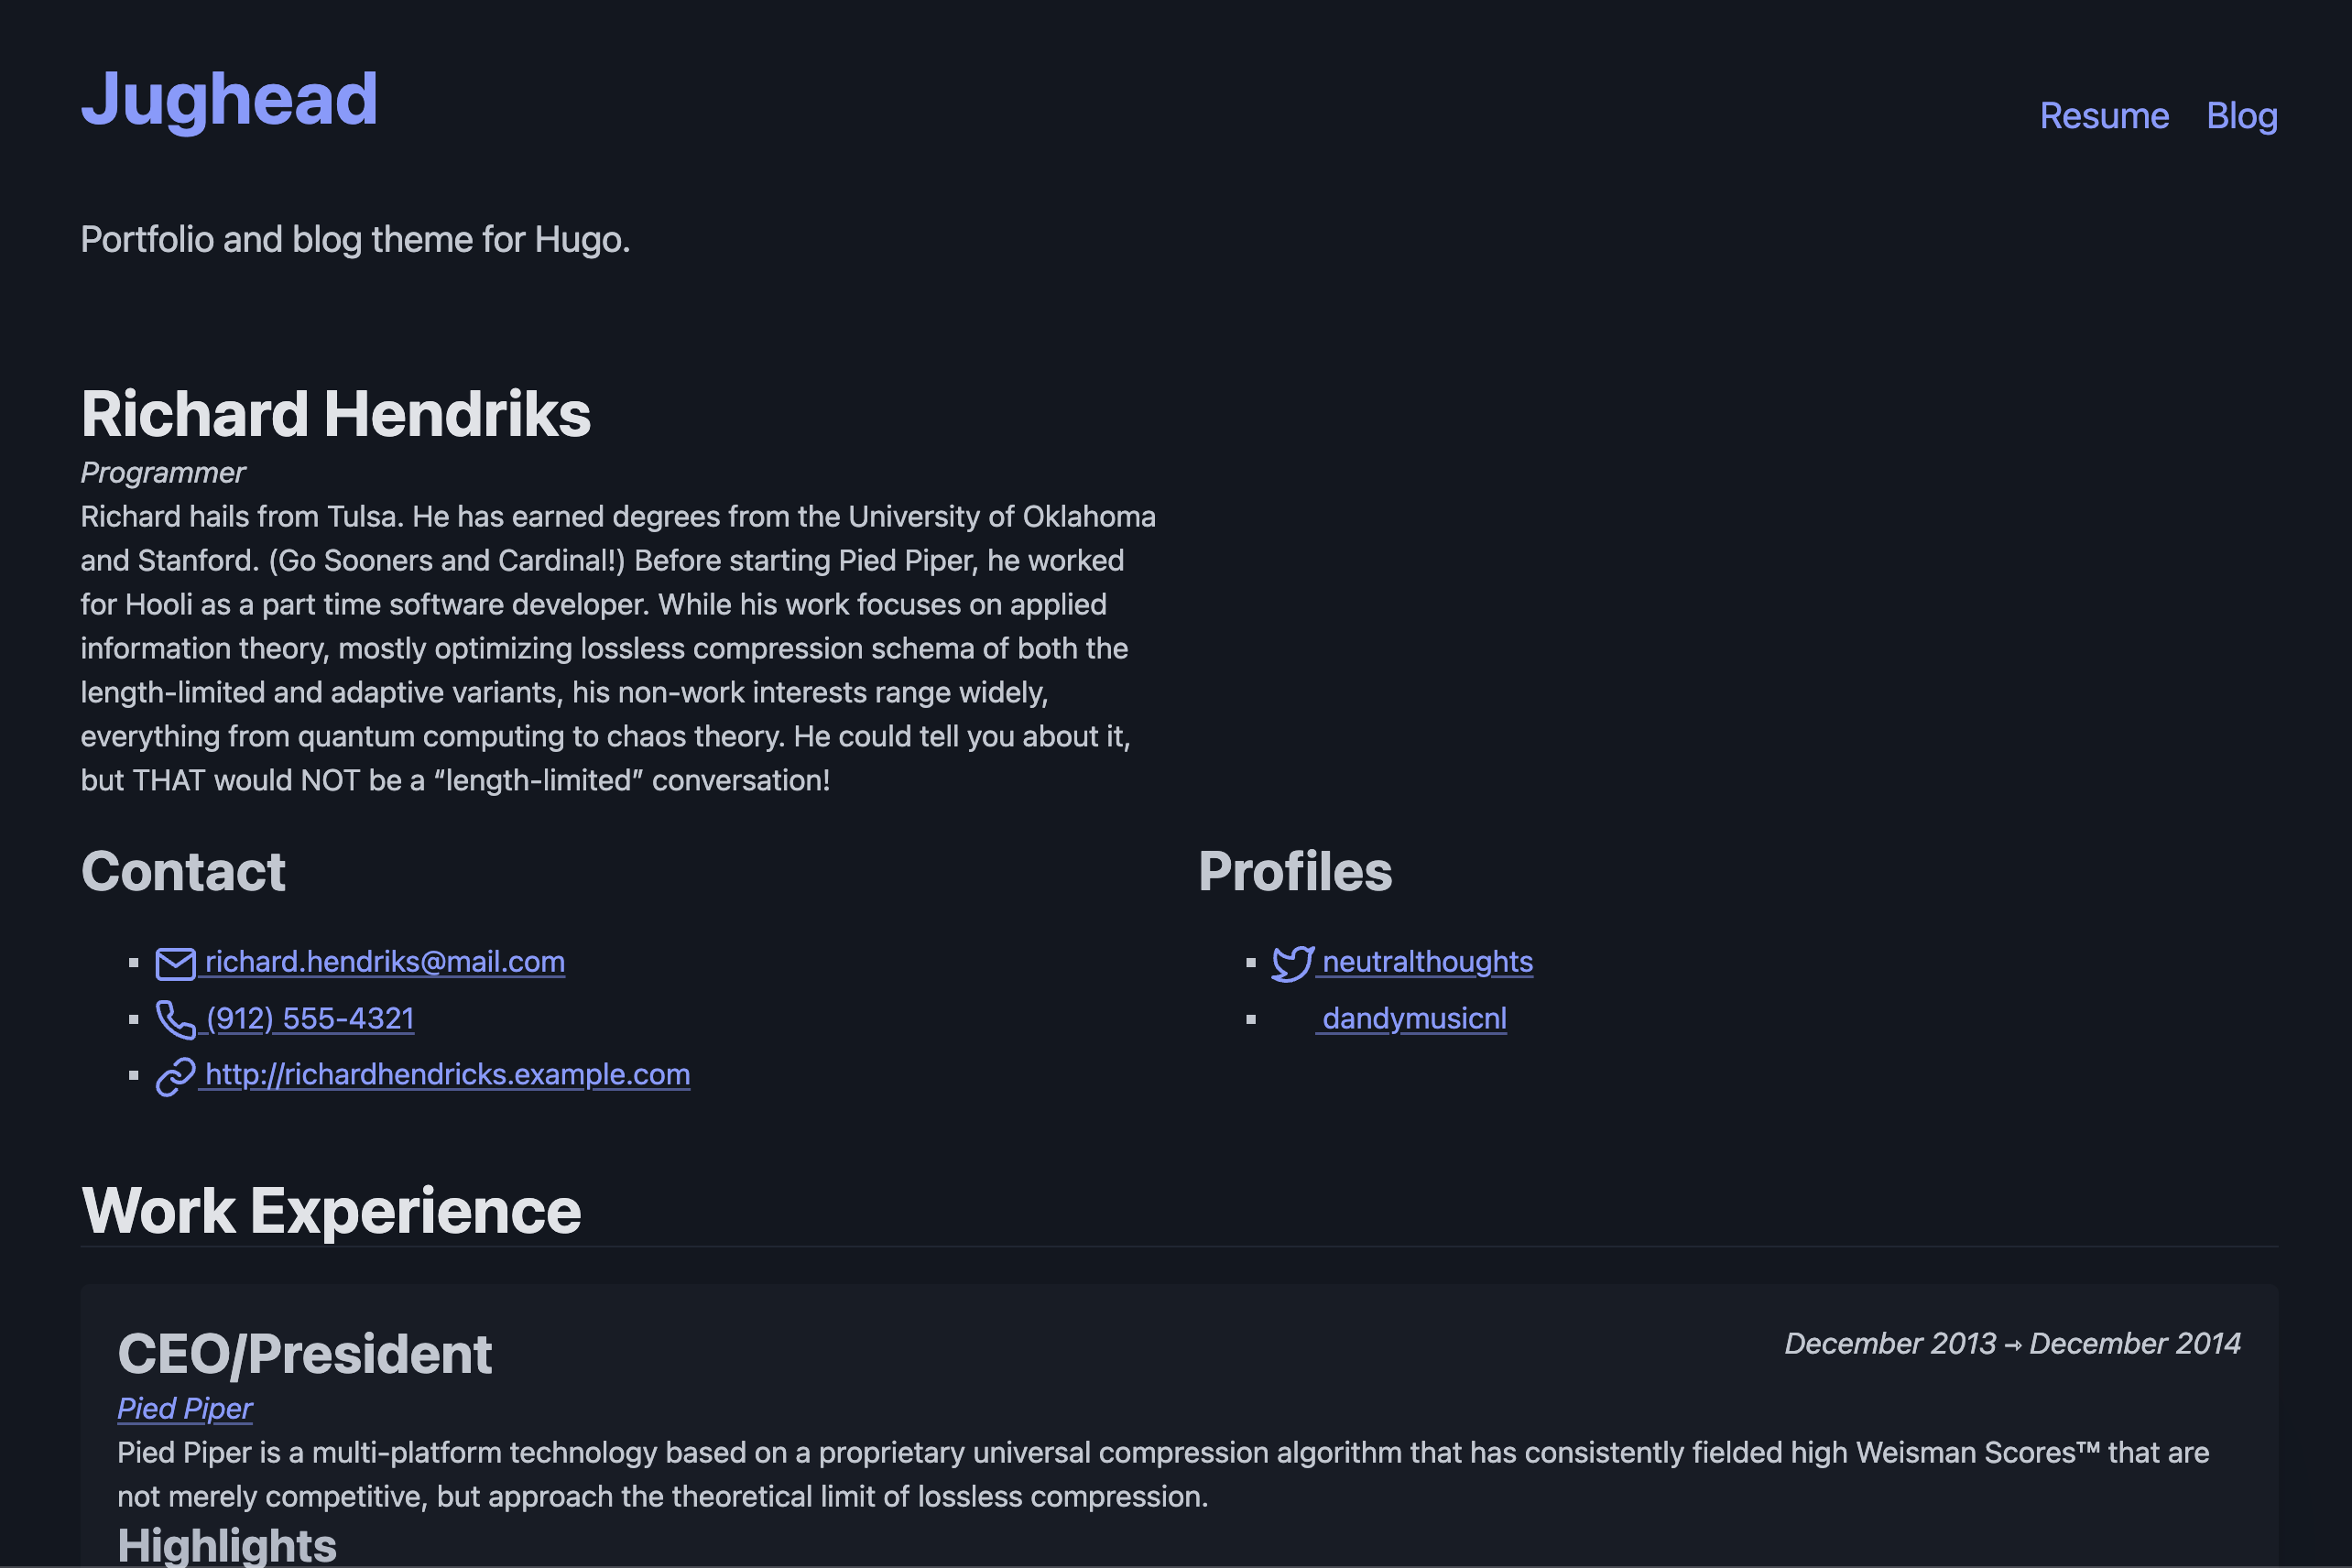 Jughead
Resume Blog
Portfolio and blog theme for Hugo.
Richard Hendriks
Programmer
Richard hails from Tulsa. He has earned degrees from the University of Oklahoma
and Stanford. (Go Sooners and Cardinal!) Before starting Pied Piper, he worked
for Hooli as a part time software developer. While his work focuses on applied
information theory, mostly optimizing lossless compression schema of both the
length-limited and adaptive variants, his non-work interests range widely,
everything from quantum computing to chaos theory. He could tell you about it,
but THAT would NOT be a “length-limited” conversation!
Contact
richard.hendriks@mail.com
(912) 555-4321
http://richardhendricks.example.com
Profiles
neutralthoughts
dandymusicnl
Work Experience
CEO/President
December 2013 → December 2014
Pied Piper
Pied Piper is a multi-platform technology based on a proprietary universal compression algorithm that has consistently fielded high Weisman Scores™ that are
not merely competitive, but approach the theoretical limit of lossless compression.
Highlights